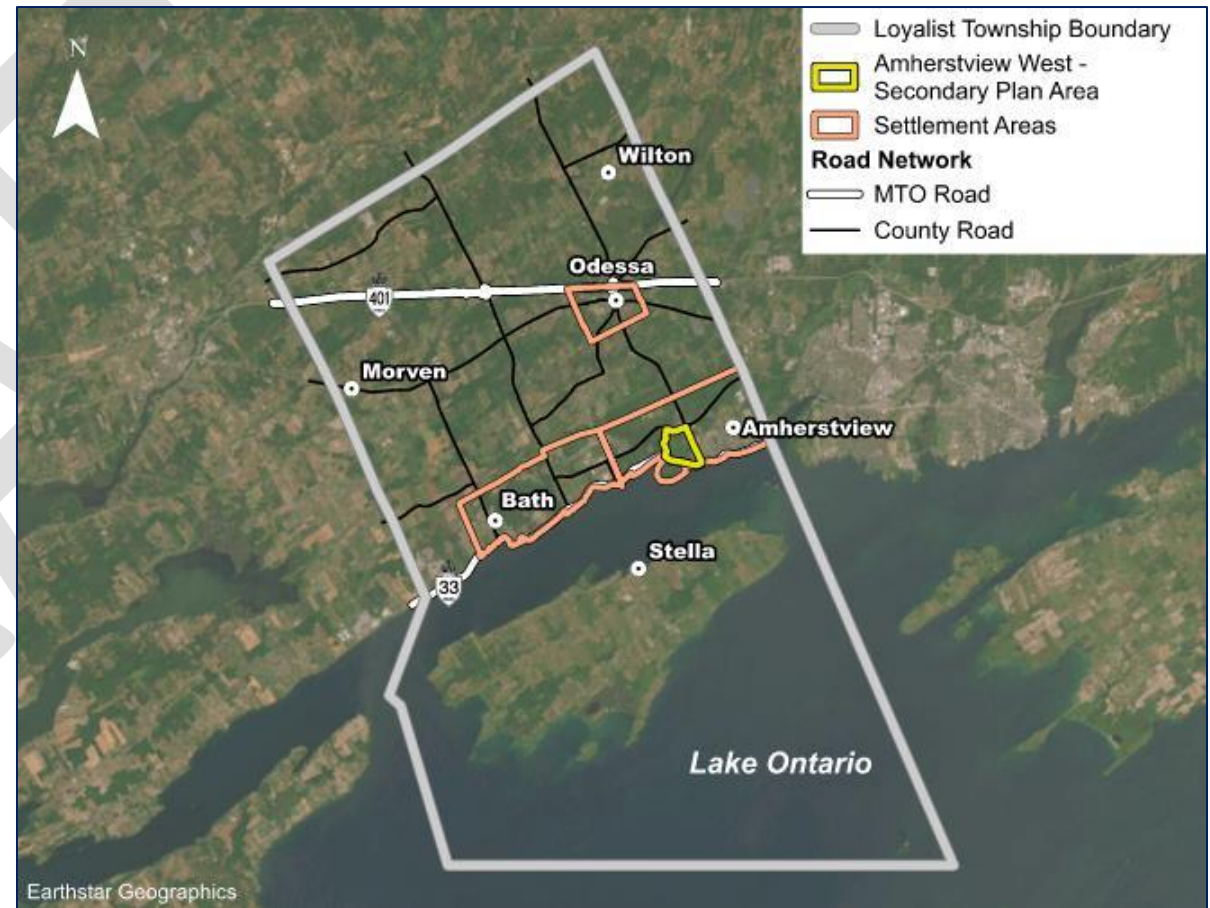 N
Loyalist Township Boundary
Amherstview West -
Secondary Plan Area
Settlement Areas
Road Network
MTO Road
County Road
Wilton
Odessa
401
Morven
Amherstview
Bath
Stella
33
Lake Ontario
Earthstar Geographics